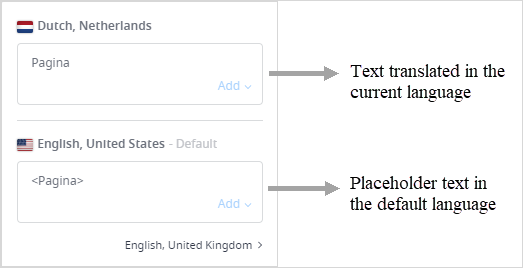 Dutch, Netherlands
Pagina
Add
Text translated in the
current language
English, United States - Default
<Pagina>
Add
Placeholder text in
the default language
English, United Kingdom